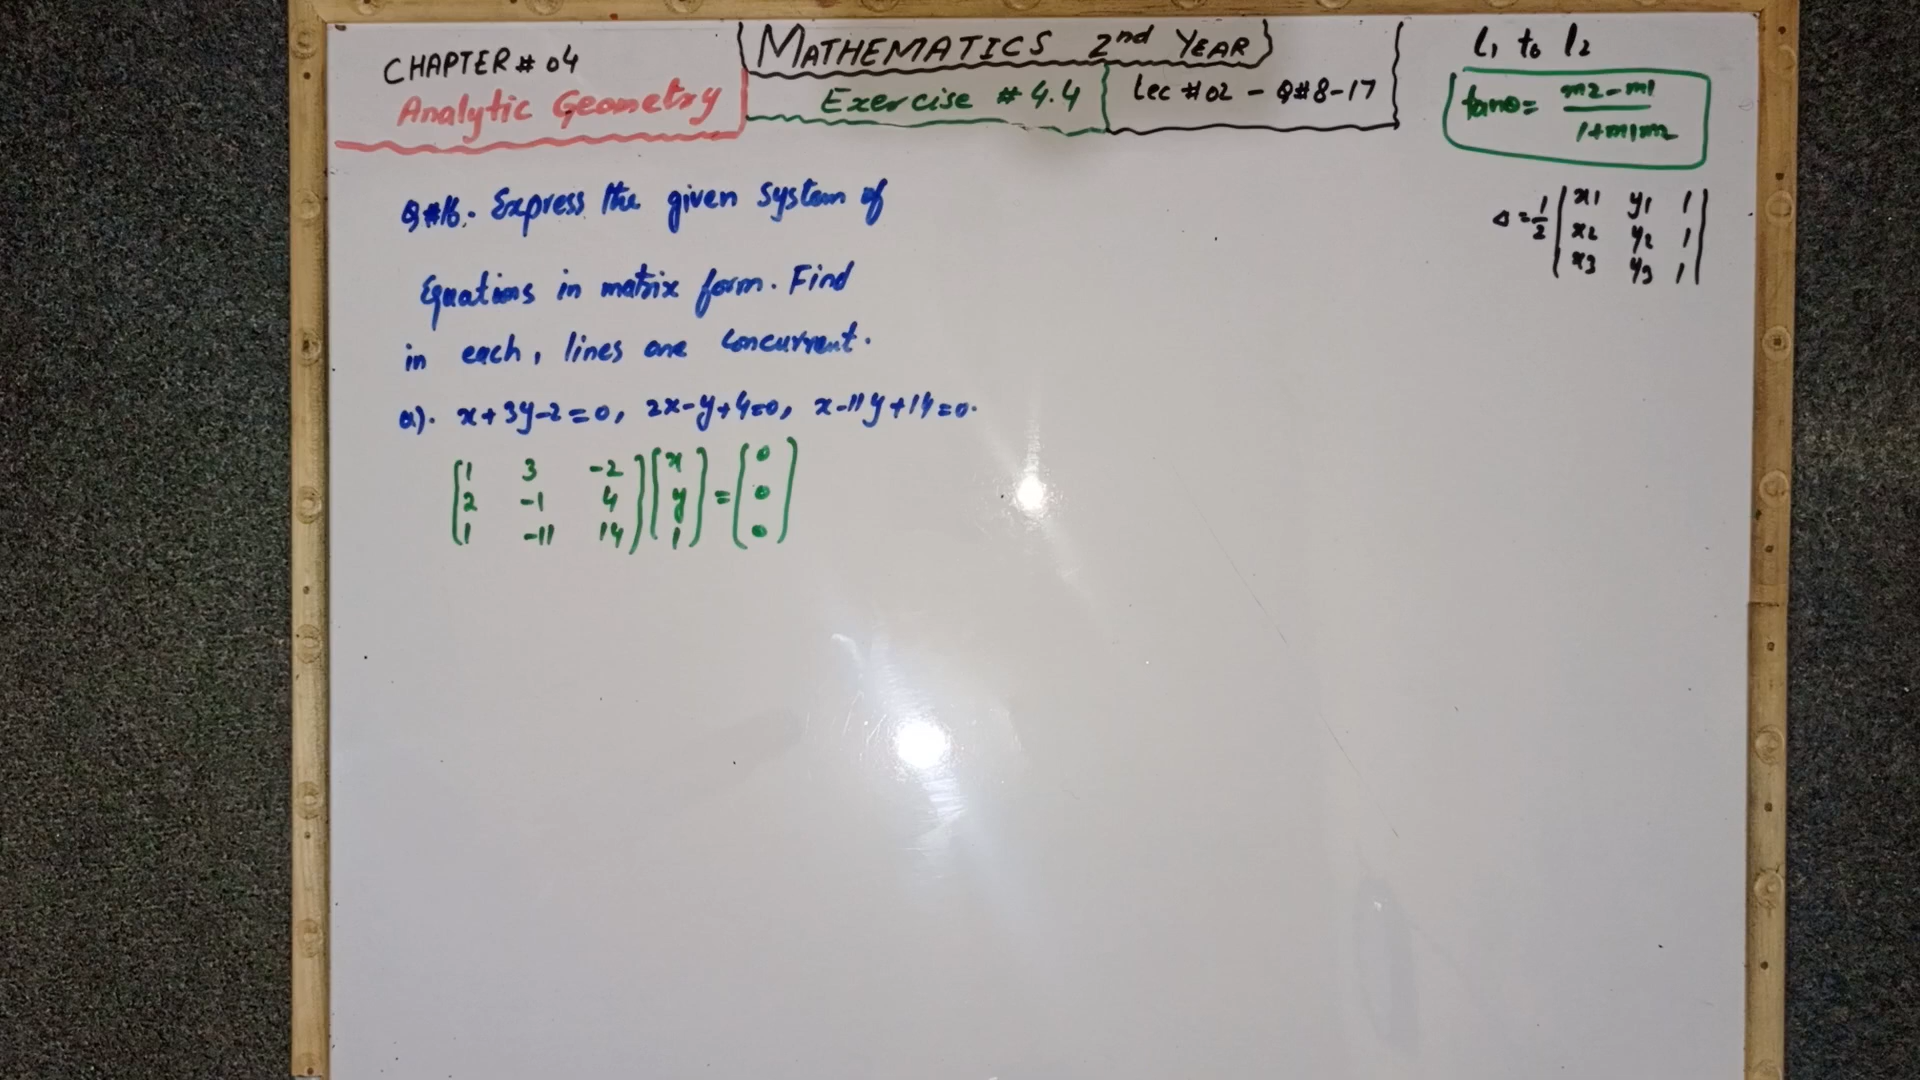 CHAPTER # 04
Analytic Geometry
MATHEMATICS 2nd YEAR
Exercise # 4.4
Lec #02 - Q#8-17
l1 to l2
tanθ = m2-m1 / 1+m1m2
Δ = 1/2 | x1 y1 1
x2 y2 1
x3 y3 1 |
Q#16. Express the given system of
Equations in matrix form. Find
in each, lines are concurrent.
a). x+3y-2=0, 2x-y+4=0, x-11y+14=0.
[1 3 -2] [x] = [0]
[2 -1 4] [y] [0]
[1 -11 14] [1] [0]